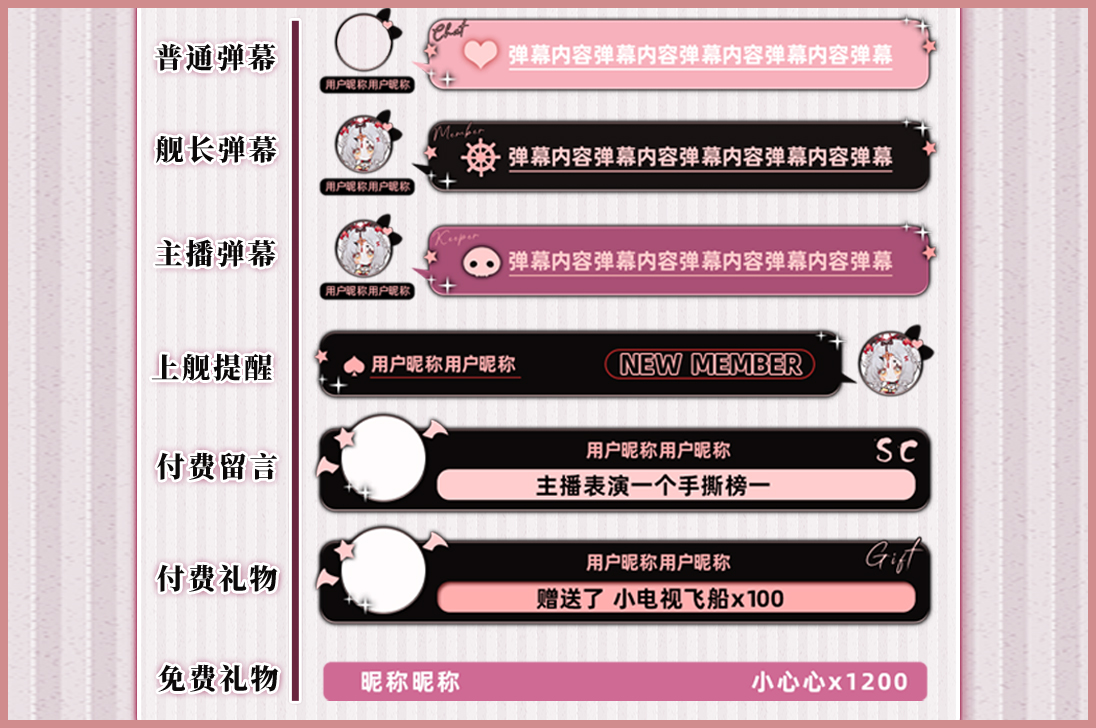 普通弹幕
Chat
弹幕内容弹幕内容弹幕内容弹幕内容弹幕
用户昵称用户昵称
舰长弹幕
Member
弹幕内容弹幕内容弹幕内容弹幕内容弹幕
用户昵称用户昵称
主播弹幕
Keeper
弹幕内容弹幕内容弹幕内容弹幕内容弹幕
用户昵称用户昵称
上舰提醒
用户昵称用户昵称
NEW MEMBER
付费留言
用户昵称用户昵称
SC
主播表演一个手撕榜一
付费礼物
用户昵称用户昵称
Gift
赠送了 小电视飞船x100
免费礼物
昵称昵称
小心心x1200